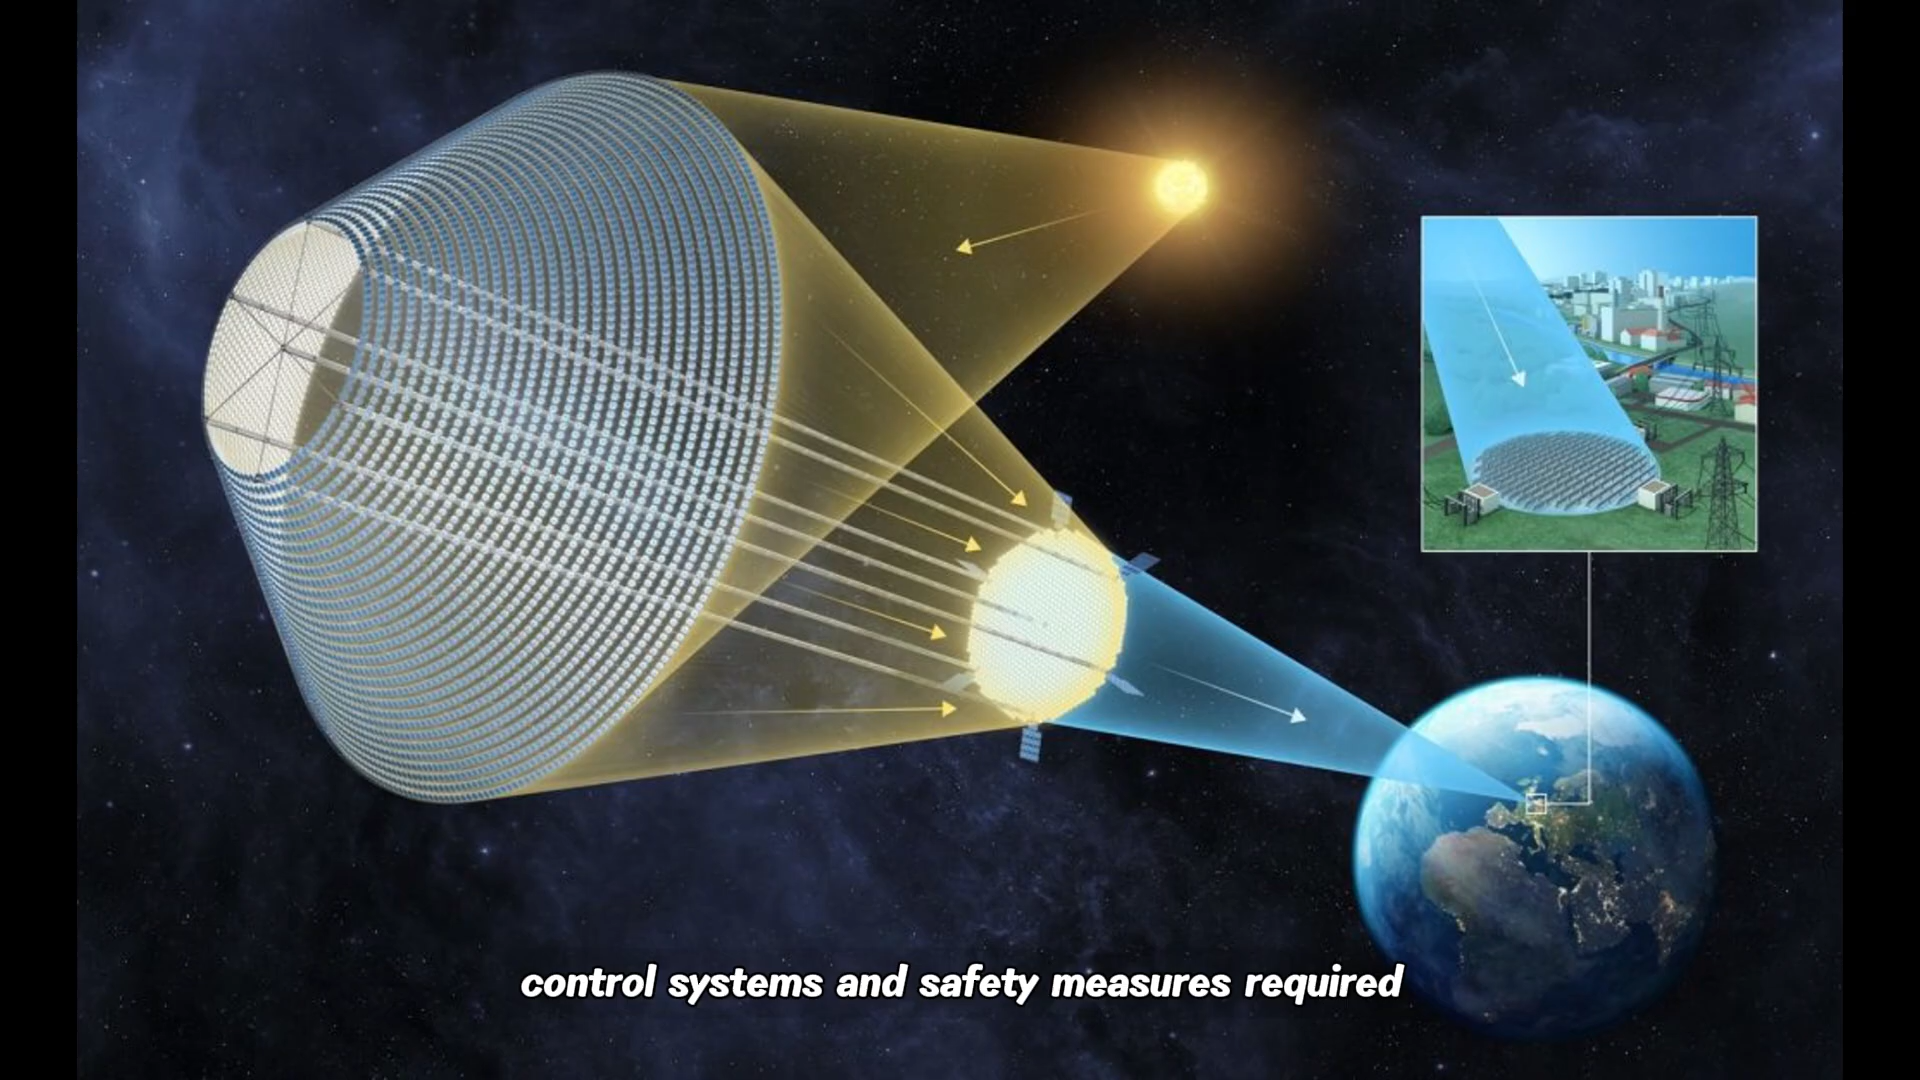 control systems and safety measures required